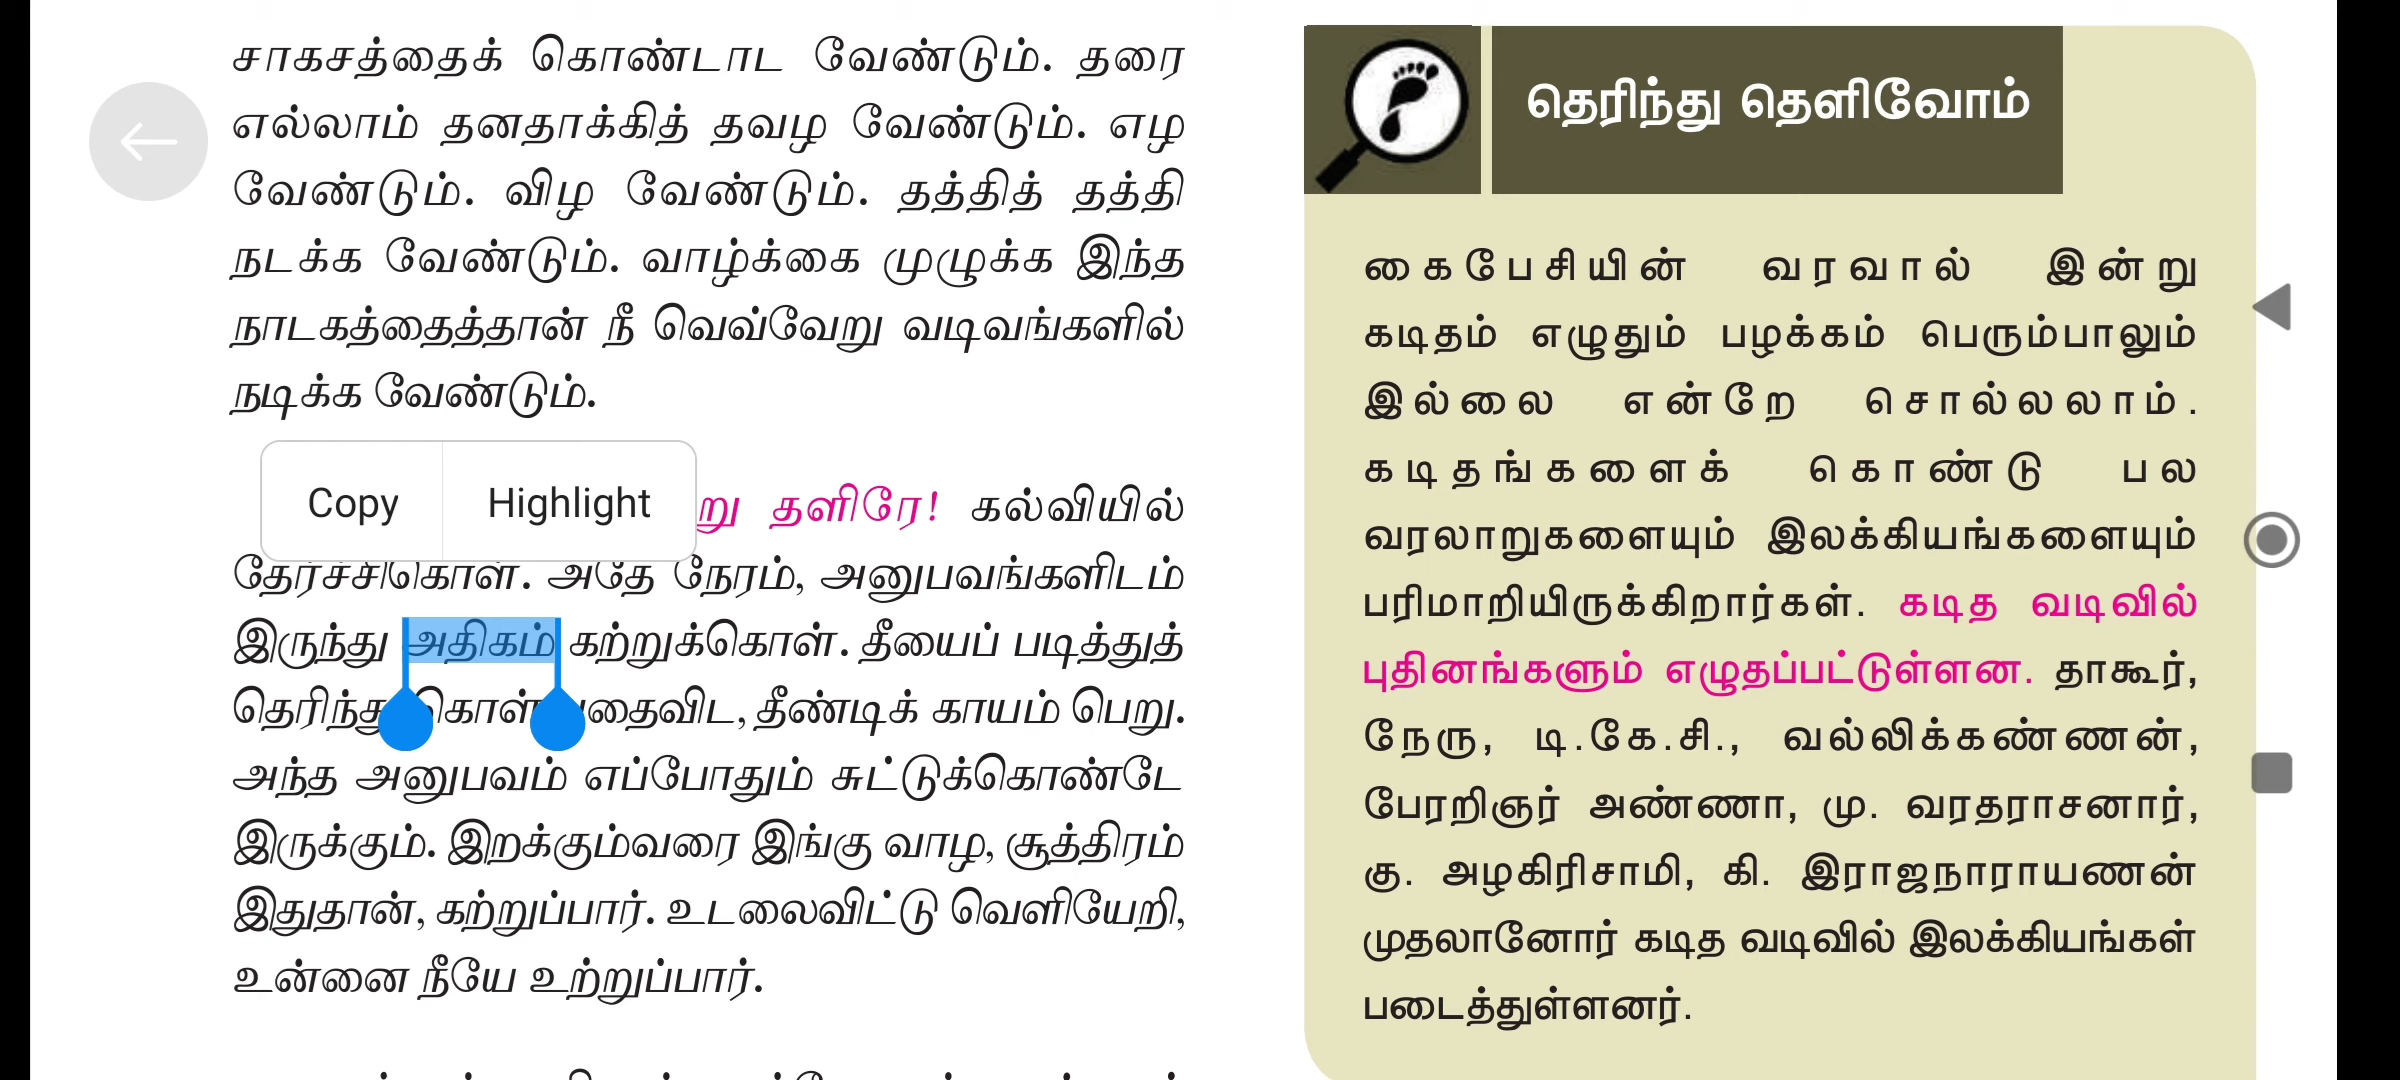 சாகசத்தைக் கொண்டாட வேண்டும். தரை
எல்லாம் தனதாக்கித் தவழ வேண்டும். எழ
வேண்டும். விழ வேண்டும். தத்தித் தத்தி
நடக்க வேண்டும். வாழ்க்கை முழுக்க இந்த
நாடகத்தைத்தான் நீ வெவ்வேறு வடிவங்களில்
நடிக்க வேண்டும்.
Copy Highlight
தளிரே! கல்வியில்
தேர்ச்சிகொள். அதே நேரம், அனுபவங்களிடம்
இருந்து அதிகம் கற்றுக்கொள். தீயைப் படித்துத்
தீண்டிக் காயம் பெறு.
அந்த அனுபவம் எப்போதும் சுட்டுக்கொண்டே
இருக்கும். இறக்கும்வரை இங்கு வாழ, சூத்திரம்
இதுதான், கற்றுப்பார். உடலைவிட்டு வெளியேறி,
உன்னை நீயே உற்றுப்பார்.
தெரிந்து தெளிவோம்
கைபேசியின் வரவால் இன்று
கடிதம் எழுதும் பழக்கம் பெரும்பாலும்
இல்லை என்றே சொல்லலாம்.
கடிதங்களைக் கொண்டு பல
வரலாறுகளையும் இலக்கியங்களையும்
பரிமாறியிருக்கிறார்கள். கடித வடிவில்
புதினங்களும் எழுதப்பட்டுள்ளன. தாகூர்,
நேரு, டி.கே.சி., வல்லிக்கண்ணன்,
பேரறிஞர் அண்ணா, மு. வரதராசனார்,
கு. அழகிரிசாமி, கி. இராஜநாராயணன்
முதலானோர் கடித வடிவில் இலக்கியங்கள்
படைத்துள்ளனர்.